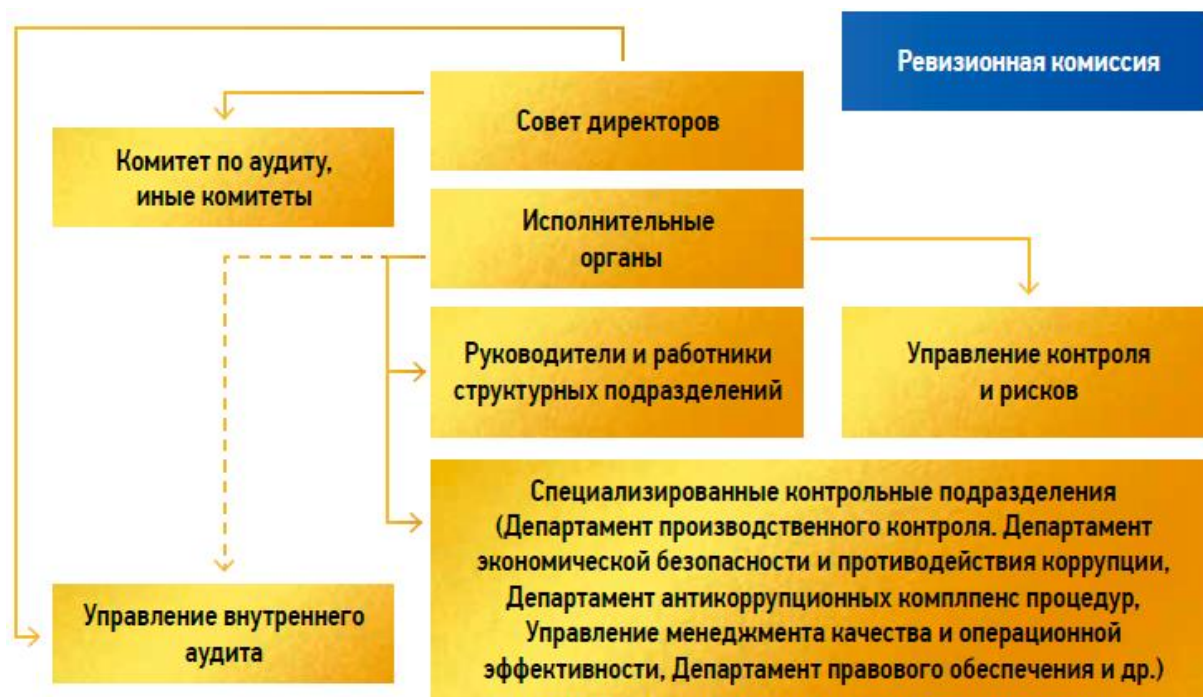 Ревизионная комиссия
Совет директоров
Комитет по аудиту,
иные комитеты
Исполнительные
органы
Руководители и работники
структурных подразделений
Управление контроля
и рисков
Специализированные контрольные подразделения
(Департамент производственного контроля. Департамент
экономической безопасности и противодействия коррупции,
Департамент антикоррупционных комплпенс процедур,
Управление менеджмента качества и операционной
эффективности, Департамент правового обеспечения и др.)
Управление внутреннего
аудита